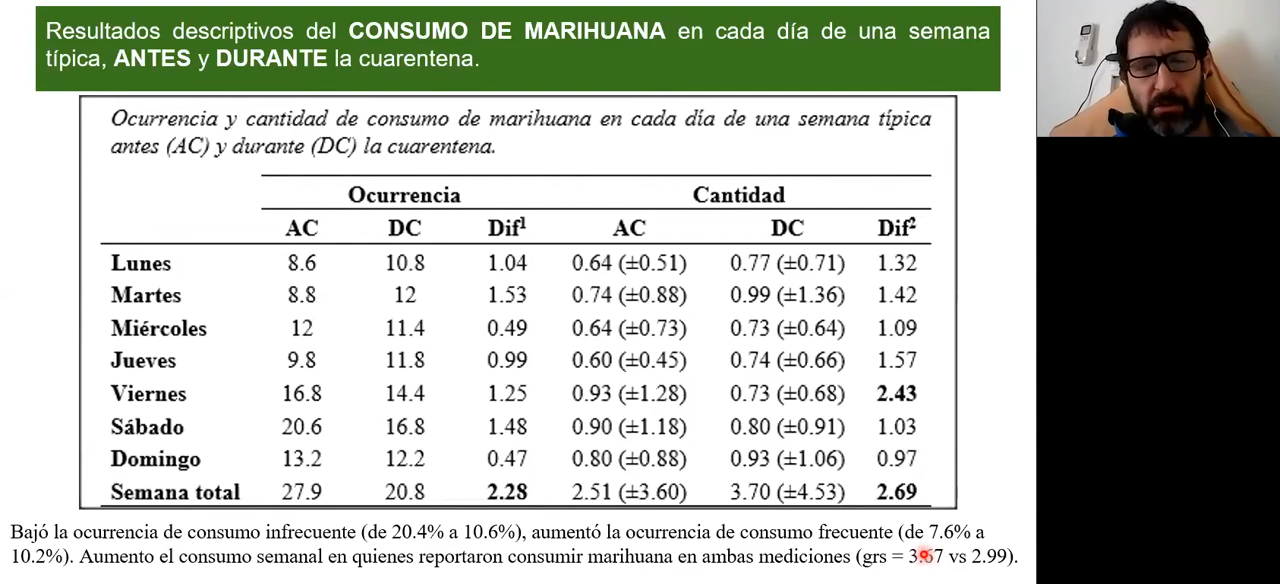 Resultados descriptivos del CONSUMO DE MARIHUANA en cada día de una semana
típica, ANTES y DURANTE la cuarentena.
Ocurrencia y cantidad de consumo de marihuana en cada día de una semana típica
antes (AC) y durante (DC) la cuarentena.
Ocurrencia Cantidad
AC DC Dif¹ AC DC Dif²
Lunes 8.6 10.8 1.04 0.64 (±0.51) 0.77 (±0.71) 1.32
Martes 8.8 12 1.53 0.74 (±0.88) 0.99 (±1.36) 1.42
Miércoles 12 11.4 0.49 0.64 (±0.73) 0.73 (±0.64) 1.09
Jueves 9.8 11.8 0.99 0.60 (±0.45) 0.74 (±0.66) 1.57
Viernes 16.8 14.4 1.25 0.93 (±1.28) 0.73 (±0.68) 2.43
Sábado 20.6 16.8 1.48 0.90 (±1.18) 0.80 (±0.91) 1.03
Domingo 13.2 12.2 0.47 0.80 (±0.88) 0.93 (±1.06) 0.97
Semana total 27.9 20.8 2.28 2.51 (±3.60) 3.70 (±4.53) 2.69
Bajó la ocurrencia de consumo infrecuente (de 20.4% a 10.6%), aumentó la ocurrencia de consumo frecuente (de 7.6% a
10.2%). Aumento el consumo semanal en quienes reportaron consumir marihuana en ambas mediciones (grs = 3.67 vs 2.99).